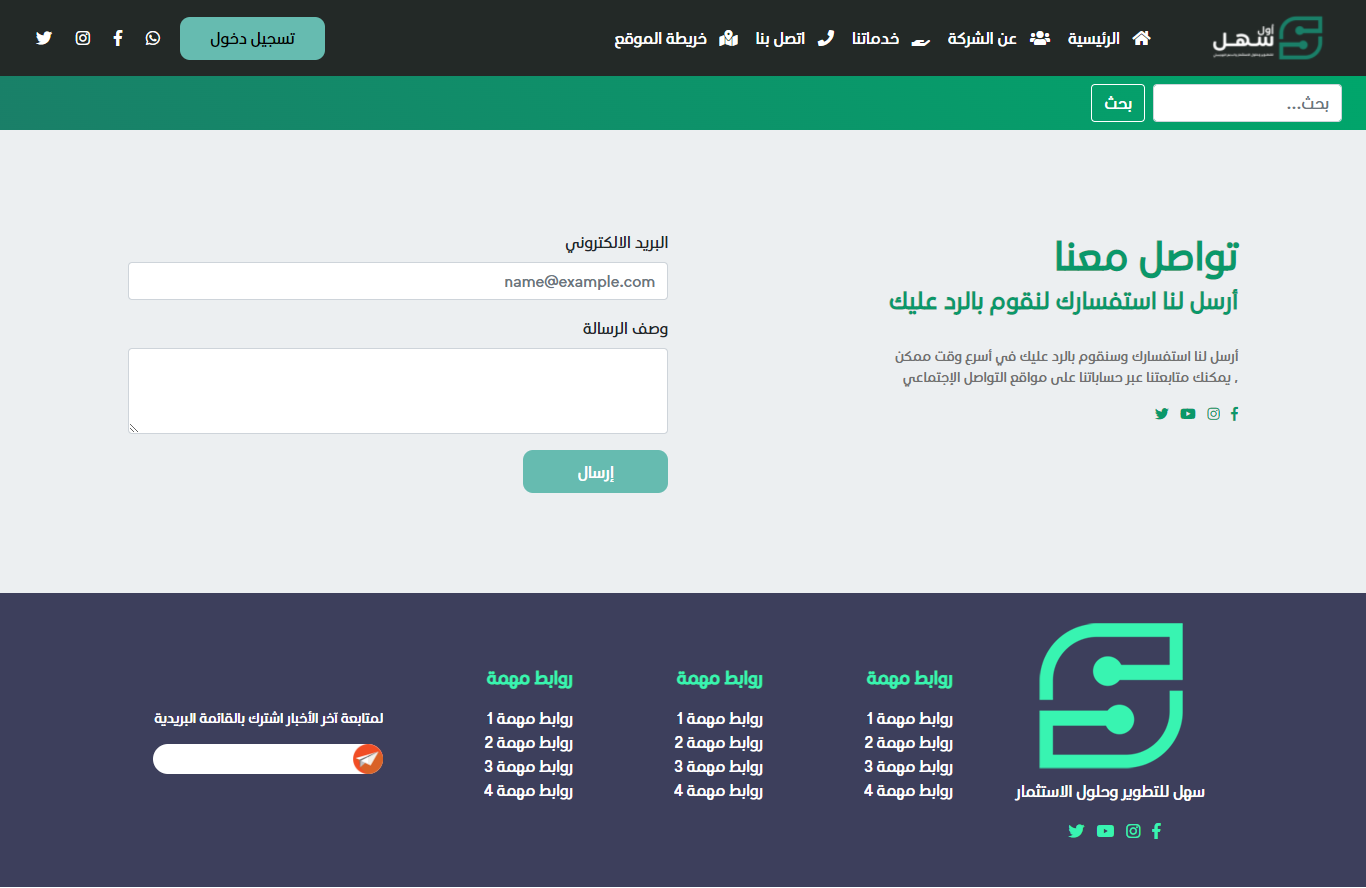 أول
سهل
الرئيسية
عن الشركة
خدماتنا
اتصل بنا
خريطة الموقع
تسجيل دخول
بحث...
بحث
تواصل معنا
أرسل لنا استفسارك لنقوم بالرد عليك
أرسل لنا استفسارك وسنقوم بالرد عليك في أسرع وقت ممكن
, يمكنك متابعتنا عبر حساباتنا على مواقع التواصل الإجتماعي
البريد الالكتروني
name@example.com
وصف الرسالة
إرسال
سهل للتطوير وحلول الاستثمار
روابط مهمة
روابط مهمة 1
روابط مهمة 2
روابط مهمة 3
روابط مهمة 4
روابط مهمة
روابط مهمة 1
روابط مهمة 2
روابط مهمة 3
روابط مهمة 4
روابط مهمة
روابط مهمة 1
روابط مهمة 2
روابط مهمة 3
روابط مهمة 4
لمتابعة آخر الأخبار اشترك بالقائمة البريدية